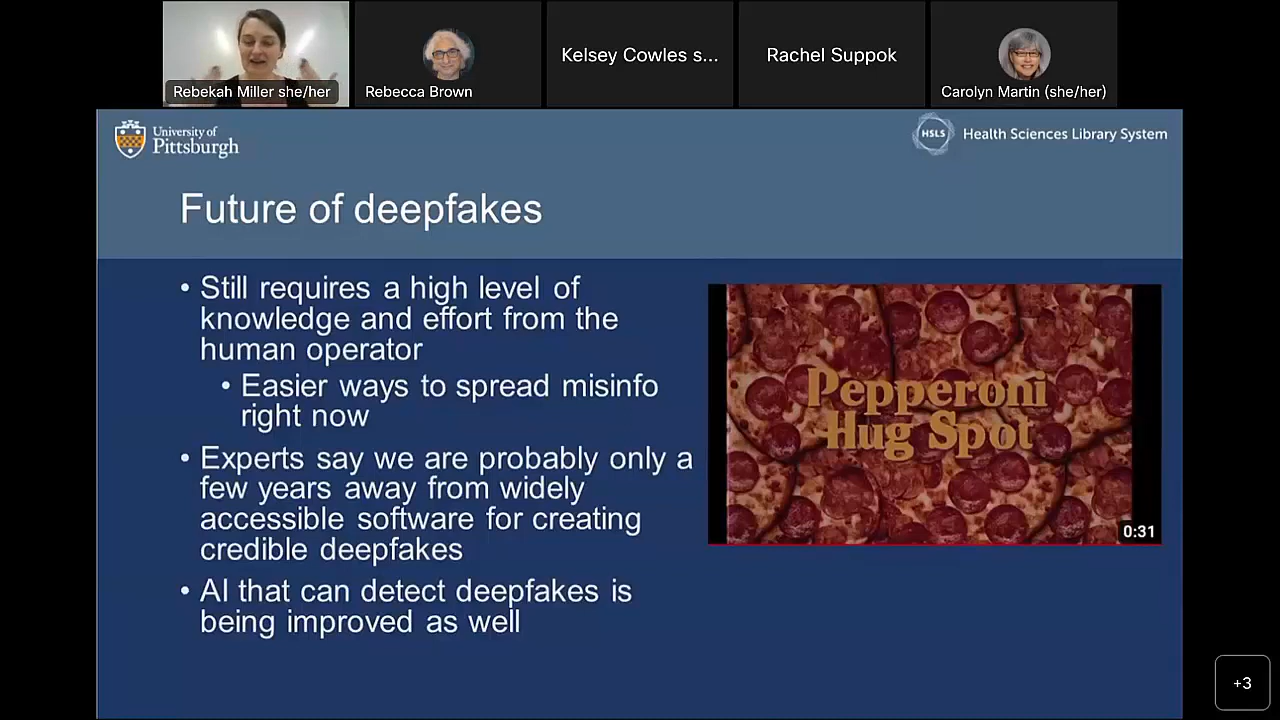 Rebekah Miller she/her
Rebecca Brown
Kelsey Cowles s...
Rachel Suppok
Carolyn Martin (she/her)
University of
Pittsburgh
HSLS
Health Sciences Library System
Future of deepfakes
• Still requires a high level of
knowledge and effort from the
human operator
• Easier ways to spread misinfo
right now
• Experts say we are probably only a
few years away from widely
accessible software for creating
credible deepfakes
• AI that can detect deepfakes is
being improved as well
Pepperoni
Hug Spot
0:31
+3